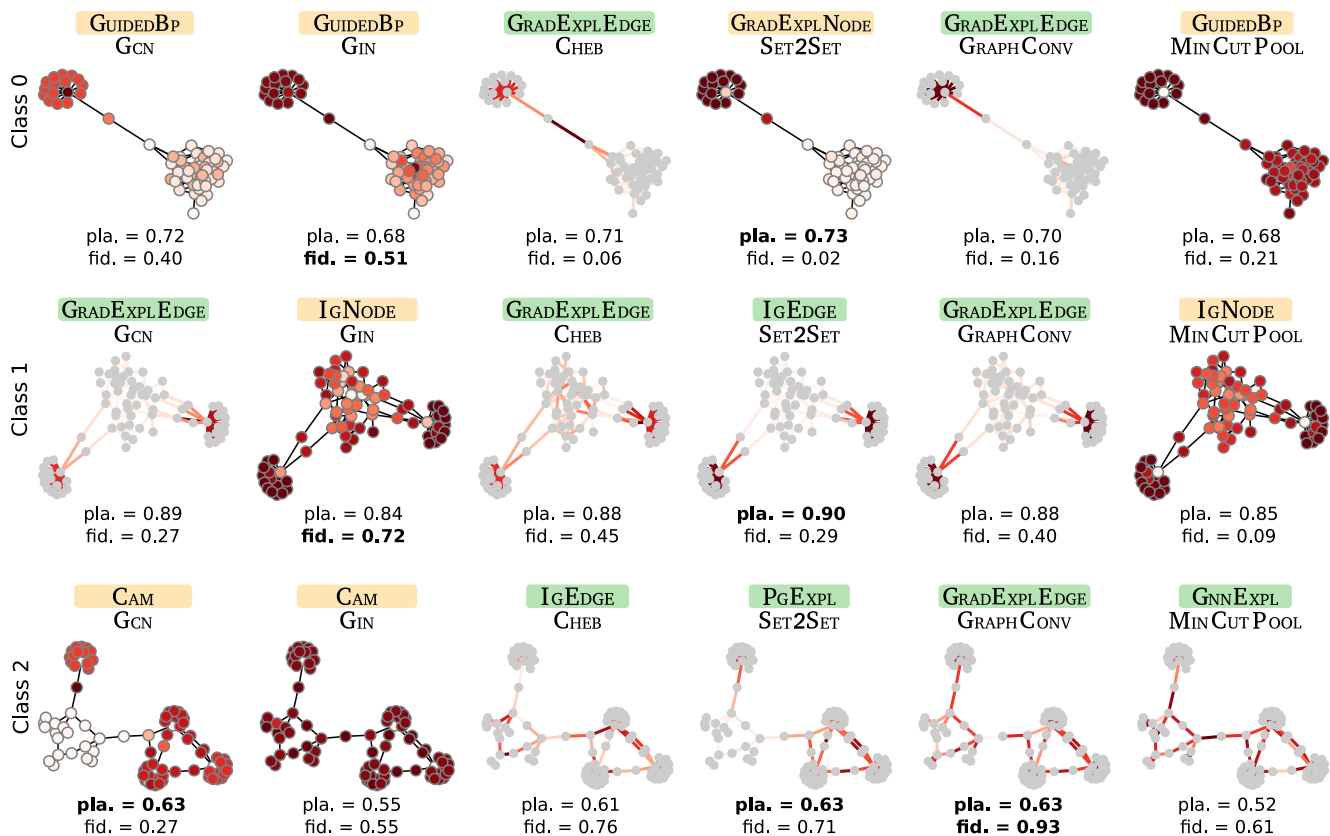 GUIDEDBP GUIDEDBP GRADEXPLEDGE GRADEXPLNODE GRADEXPLEDGE GUIDEDBP
GCN GIN CHEB SET2SET GRAPHCONV MINCUTPOOL
Class 0
pla. = 0.72 pla. = 0.68 pla. = 0.71 pla. = 0.73 pla. = 0.70 pla. = 0.68
fid. = 0.40 fid. = 0.51 fid. = 0.06 fid. = 0.02 fid. = 0.16 fid. = 0.21
GRADEXPLEDGE IGNODE GRADEXPLEDGE IGEDGE GRADEXPLEDGE IGNODE
GCN GIN CHEB SET2SET GRAPHCONV MINCUTPOOL
Class 1
pla. = 0.89 pla. = 0.84 pla. = 0.88 pla. = 0.90 pla. = 0.88 pla. = 0.85
fid. = 0.27 fid. = 0.72 fid. = 0.45 fid. = 0.29 fid. = 0.40 fid. = 0.09
CAM CAM IGEDGE PGEXPL GRADEXPLEDGE GNNEXPL
GCN GIN CHEB SET2SET GRAPHCONV MINCUTPOOL
Class 2
pla. = 0.63 pla. = 0.55 pla. = 0.61 pla. = 0.63 pla. = 0.63 pla. = 0.52
fid. = 0.27 fid. = 0.55 fid. = 0.76 fid. = 0.71 fid. = 0.93 fid. = 0.61